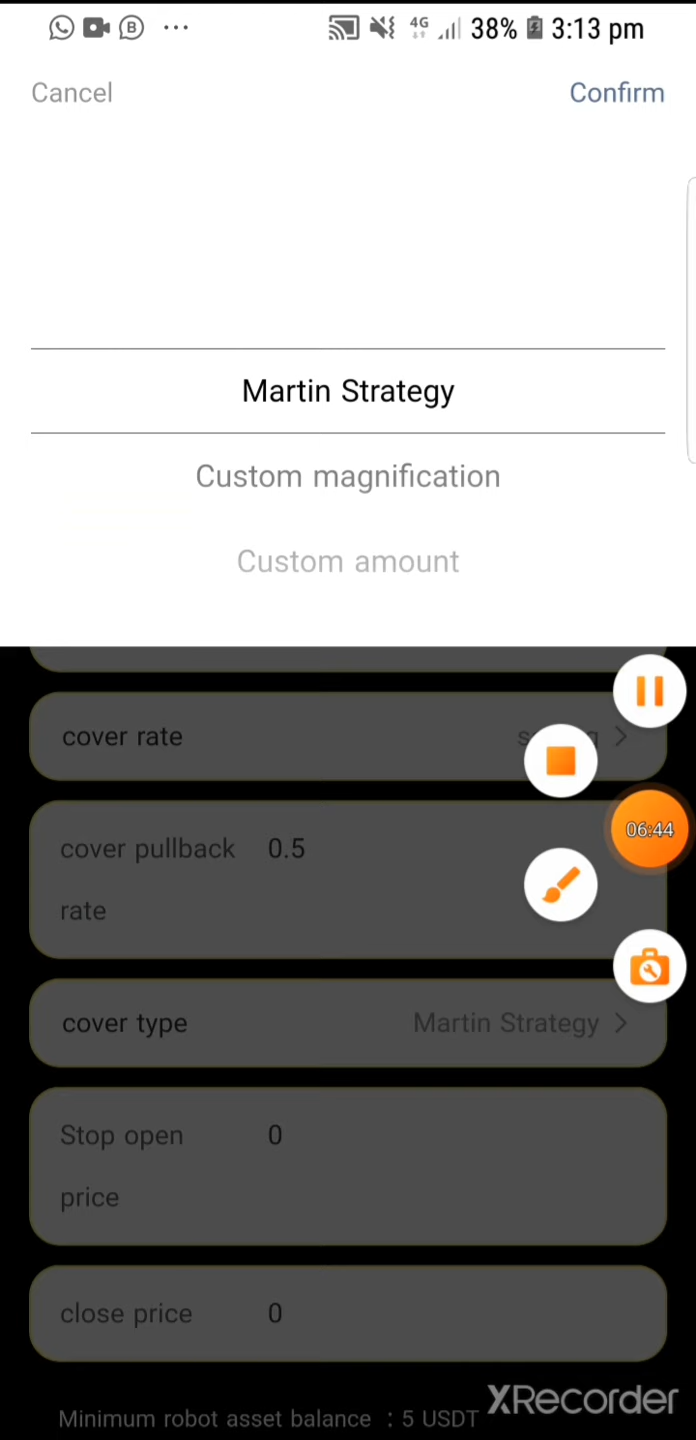 4G 38% 3:13 pm
Cancel Confirm
Martin Strategy
Custom magnification
Custom amount
cover rate
06:44
cover pullback 0.5
rate
cover type Martin Strategy
Stop open 0
price
close price 0
XRecorder
Minimum robot asset balance : 5 USDT